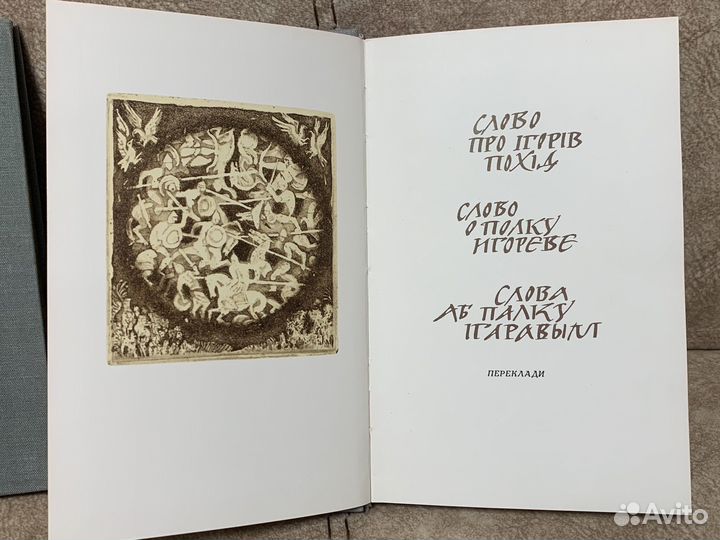 СЛОВО
ПРО ІГОРІВ
ПОХІД
СЛОВО
О ПОЛКУ
ИГОРЕВЕ
СЛОВА
АБ ПАЛКУ
ІГАРАВЫМ
ПЕРЕКЛАДИ
Avito